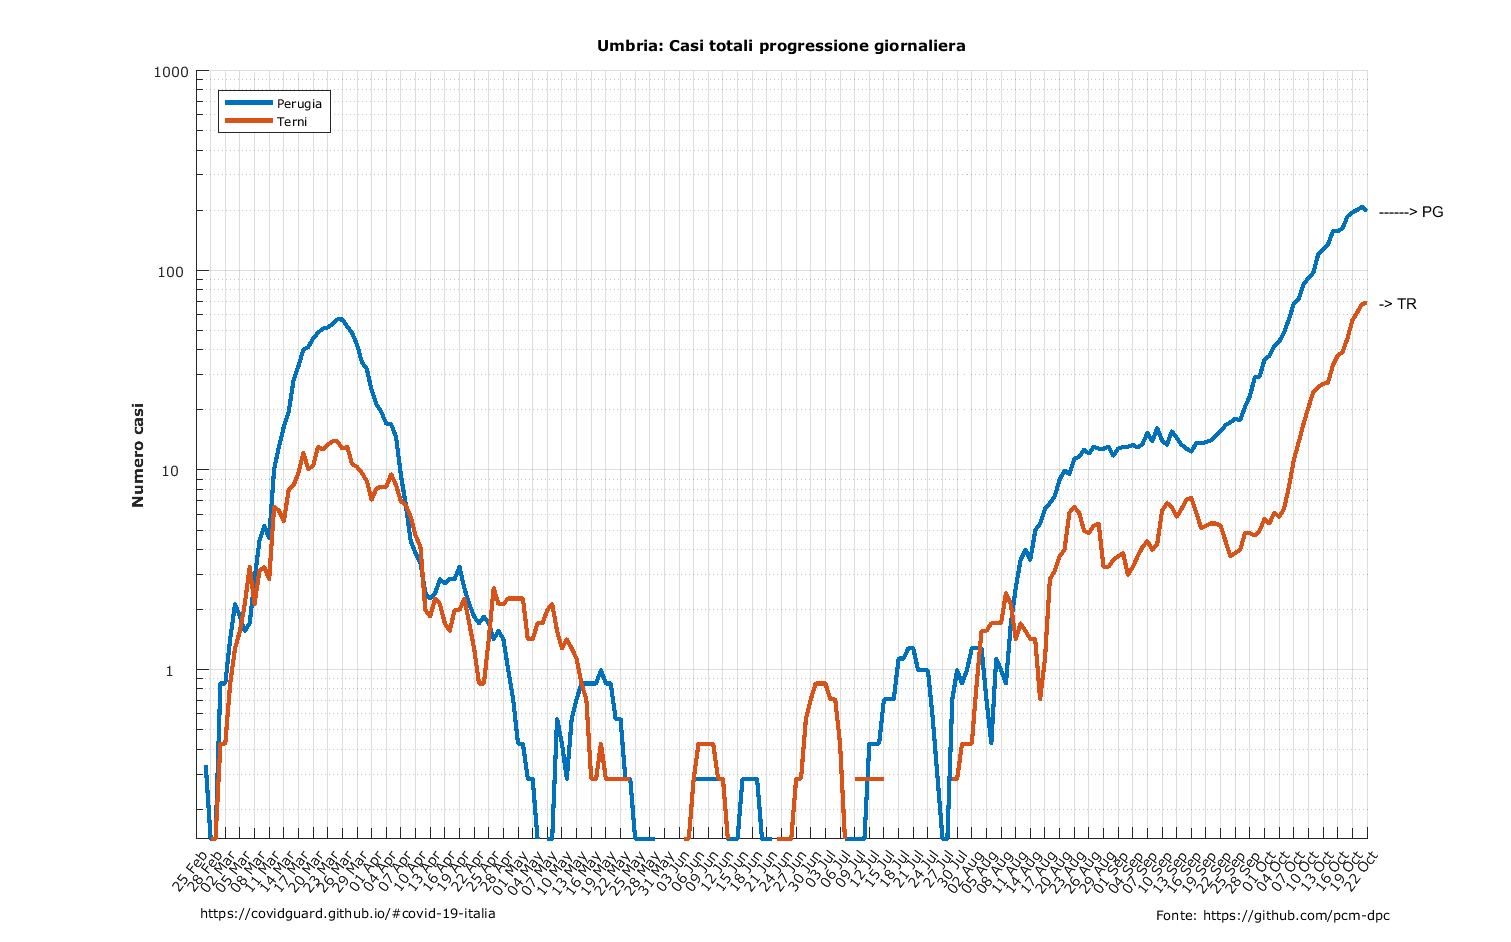 Umbria: Casi totali progressione giornaliera
1000
100
10
1
Numero casi
Perugia
Terni
------> PG
-> TR
25 Feb
28 Feb
02 Mar
05 Mar
08 Mar
11 Mar
14 Mar
17 Mar
20 Mar
23 Mar
26 Mar
29 Mar
01 Apr
04 Apr
07 Apr
10 Apr
13 Apr
16 Apr
19 Apr
22 Apr
25 Apr
28 Apr
01 May
04 May
07 May
10 May
13 May
16 May
19 May
22 May
25 May
28 May
31 May
03 Jun
06 Jun
09 Jun
12 Jun
15 Jun
18 Jun
21 Jun
24 Jun
27 Jun
30 Jun
03 Jul
06 Jul
09 Jul
12 Jul
15 Jul
18 Jul
21 Jul
24 Jul
27 Jul
30 Jul
02 Aug
05 Aug
08 Aug
11 Aug
14 Aug
17 Aug
20 Aug
23 Aug
26 Aug
29 Aug
01 Sep
04 Sep
07 Sep
10 Sep
13 Sep
16 Sep
19 Sep
22 Sep
25 Sep
28 Sep
01 Oct
04 Oct
07 Oct
10 Oct
13 Oct
16 Oct
19 Oct
22 Oct
https://covidguard.github.io/#covid-19-italia
Fonte: https://github.com/pcm-dpc